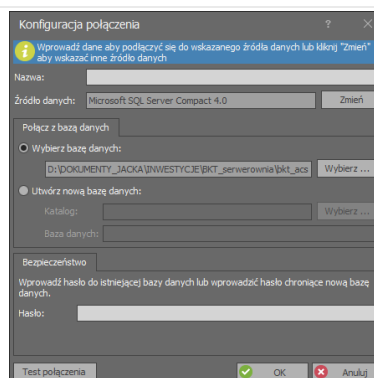 Konfiguracja połączenia ? ×
Wprowadź dane aby podłączyć się do wskazanego źródła danych lub kliknij "Zmień"
aby wskazać inne źródło danych
Nazwa:
Źródło danych: Microsoft SQL Server Compact 4.0 Zmień
Połącz z bazą danych
Wybierz bazę danych:
D:\DOKUMENTY_JACKA\INWESTYCJE\BKT_serwerownia\bkt_acs Wybierz ...
Utwórz nową bazę danych:
Katalog: Wybierz ...
Baza danych:
Bezpieczeństwo
Wprowadź hasło do istniejącej bazy danych lub wprowadzić hasło chroniące nową bazę
danych.
Hasło:
Test połączenia OK Anuluj